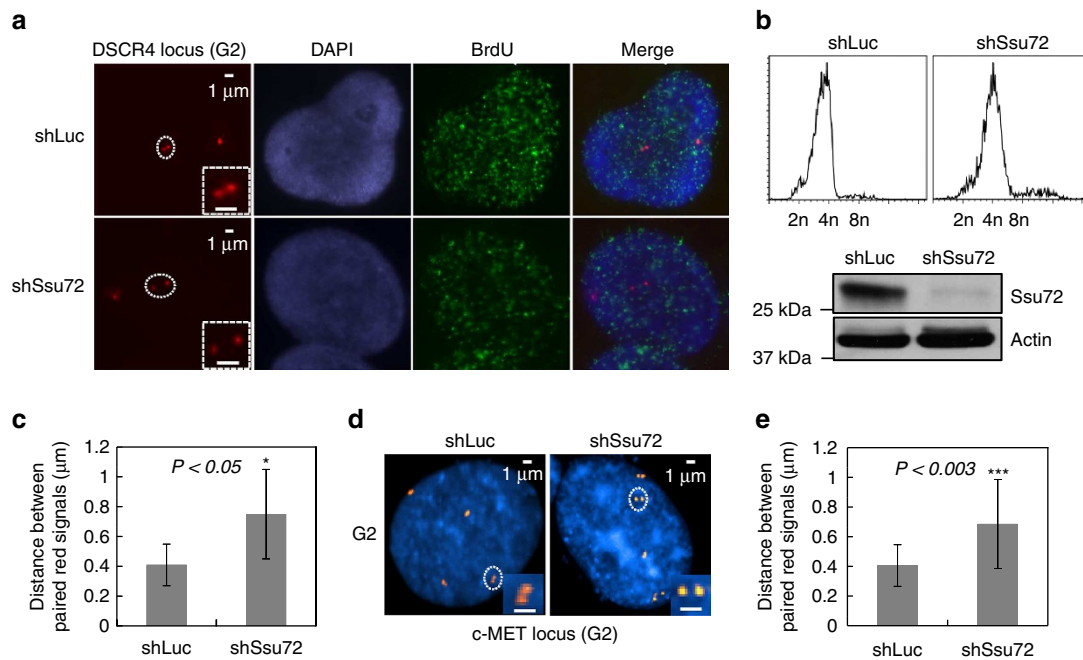 a
DSCR4 locus (G2) DAPI BrdU Merge
shLuc
1 μm
shSsu72
1 μm
b
shLuc shSsu72
2n 4n 8n 2n 4n 8n
shLuc shSsu72
Ssu72
25 kDa
Actin
37 kDa
c
Distance between
paired red signals (μm)
1.2
1
0.8
0.6
0.4
0.2
0
P < 0.05 *
shLuc shSsu72
d
shLuc shSsu72
1 μm 1 μm
G2
c-MET locus (G2)
e
Distance between
paired red signals (μm)
1.2
1
0.8
0.6
0.4
0.2
0
P < 0.003 ***
shLuc shSsu72